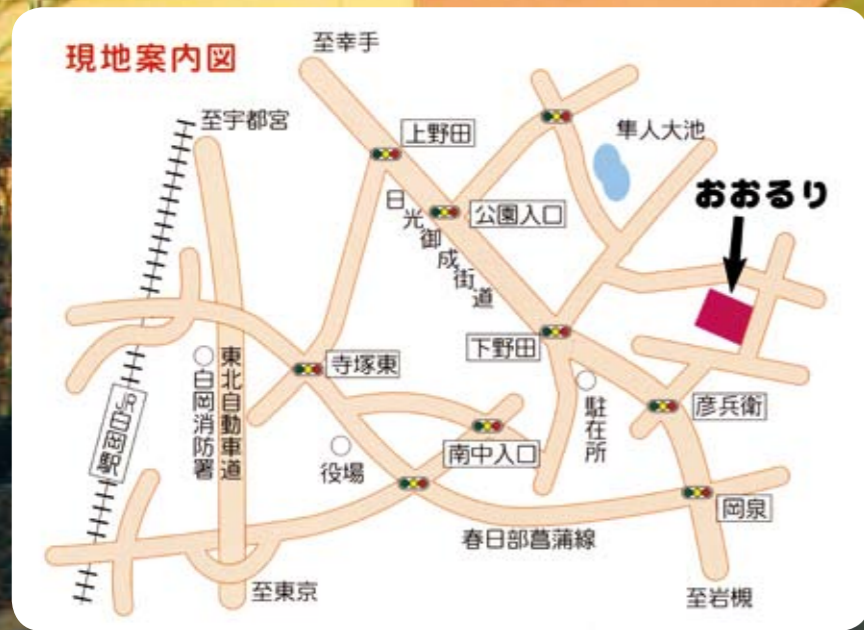 現地案内図
至幸手
至宇都宮
上野田
隼人大池
おおるり
公園入口
日光御成街道
下野田
寺塚東
東北自動車道
白岡消防署
JR白岡駅
駐在所
彦兵衛
役場
南中入口
岡泉
春日部菖蒲線
至東京
至岩槻